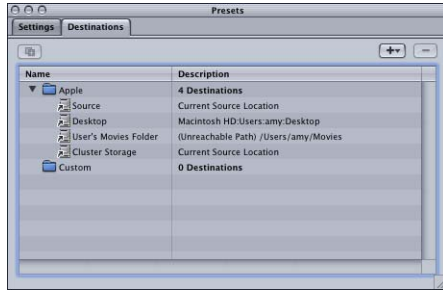 Presets
Settings Destinations
Name Description
Apple 4 Destinations
Source Current Source Location
Desktop Macintosh HD:Users:amy:Desktop
User's Movies Folder (Unreachable Path) /Users/amy/Movies
Cluster Storage Current Source Location
Custom 0 Destinations